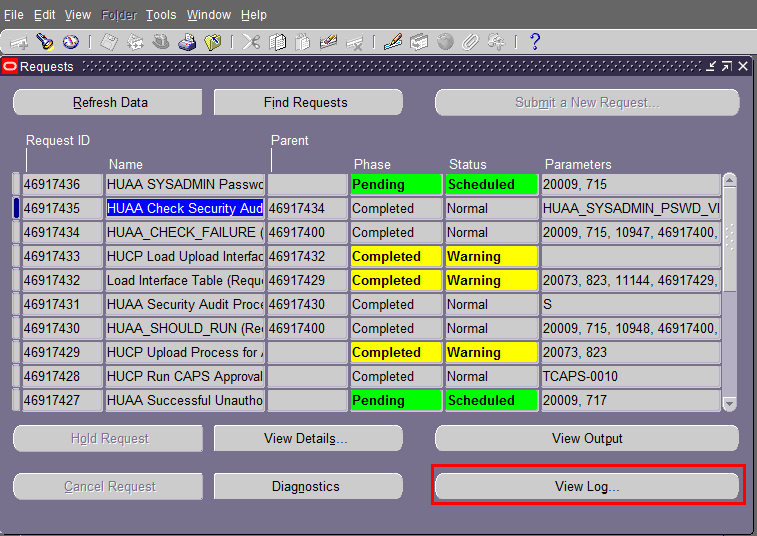 File Edit View Folder Tools Window Help
Requests
Refresh Data Find Requests Submit a New Request...
Request ID Parent
Name Phase Status Parameters
46917436 HUAA SYSADMIN Passwo Pending Scheduled 20009, 715
46917435 HUAA Check Security Aud 46917434 Completed Normal HUAA_SYSADMIN_PSWD_VI
46917434 HUAA_CHECK_FAILURE ( 46917400 Completed Normal 20009, 715, 10947, 46917400,
46917433 HUCP Load Upload Interfac 46917432 Completed Warning
46917432 Load Interface Table (Reque 46917429 Completed Warning 20073, 823, 11144, 46917429,
46917431 HUAA Security Audit Proce 46917430 Completed Normal S
46917430 HUAA_SHOULD_RUN (Re 46917400 Completed Normal 20009, 715, 10948, 46917400,
46917429 HUCP Upload Process for A Completed Warning 20073, 823
46917428 HUCP Run CAPS Approval Completed Normal TCAPS-0010
46917427 HUAA Successful Unautho Pending Scheduled 20009, 717
Hold Request View Details... View Output
Cancel Request Diagnostics View Log...